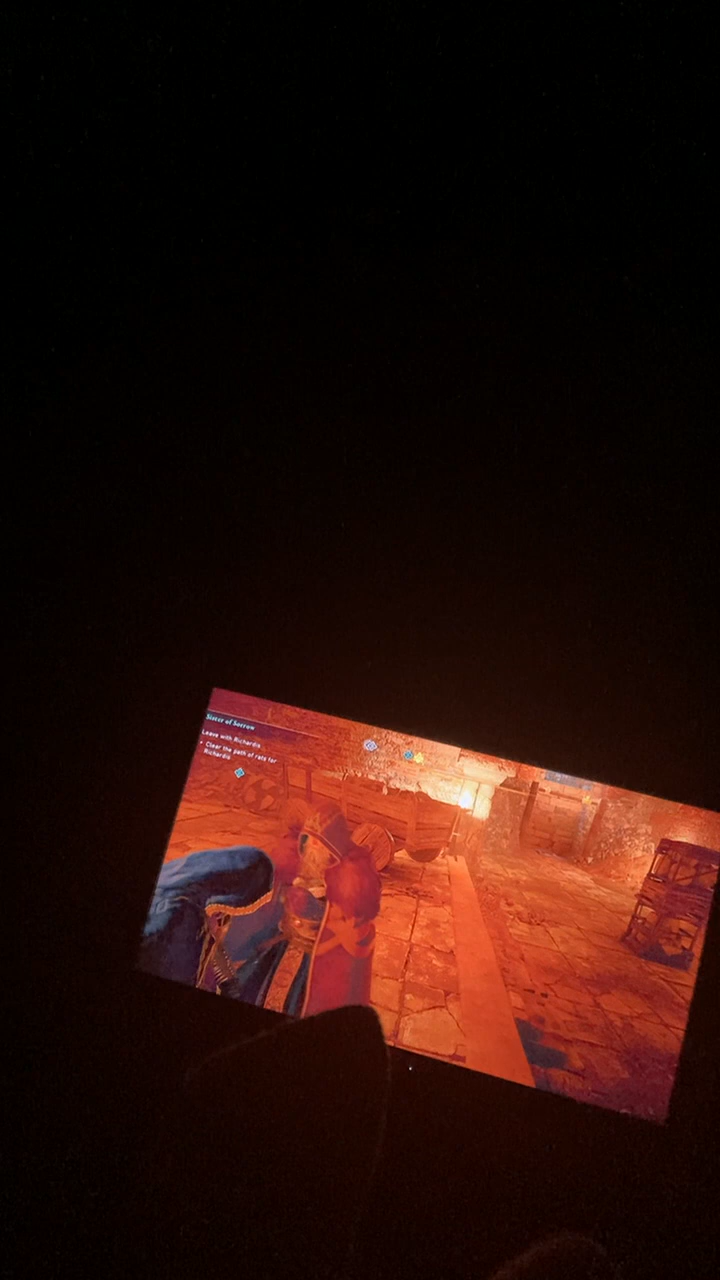 Sister of Sorrow
Leave with Richardis
Clear the path of rats for
Richardis